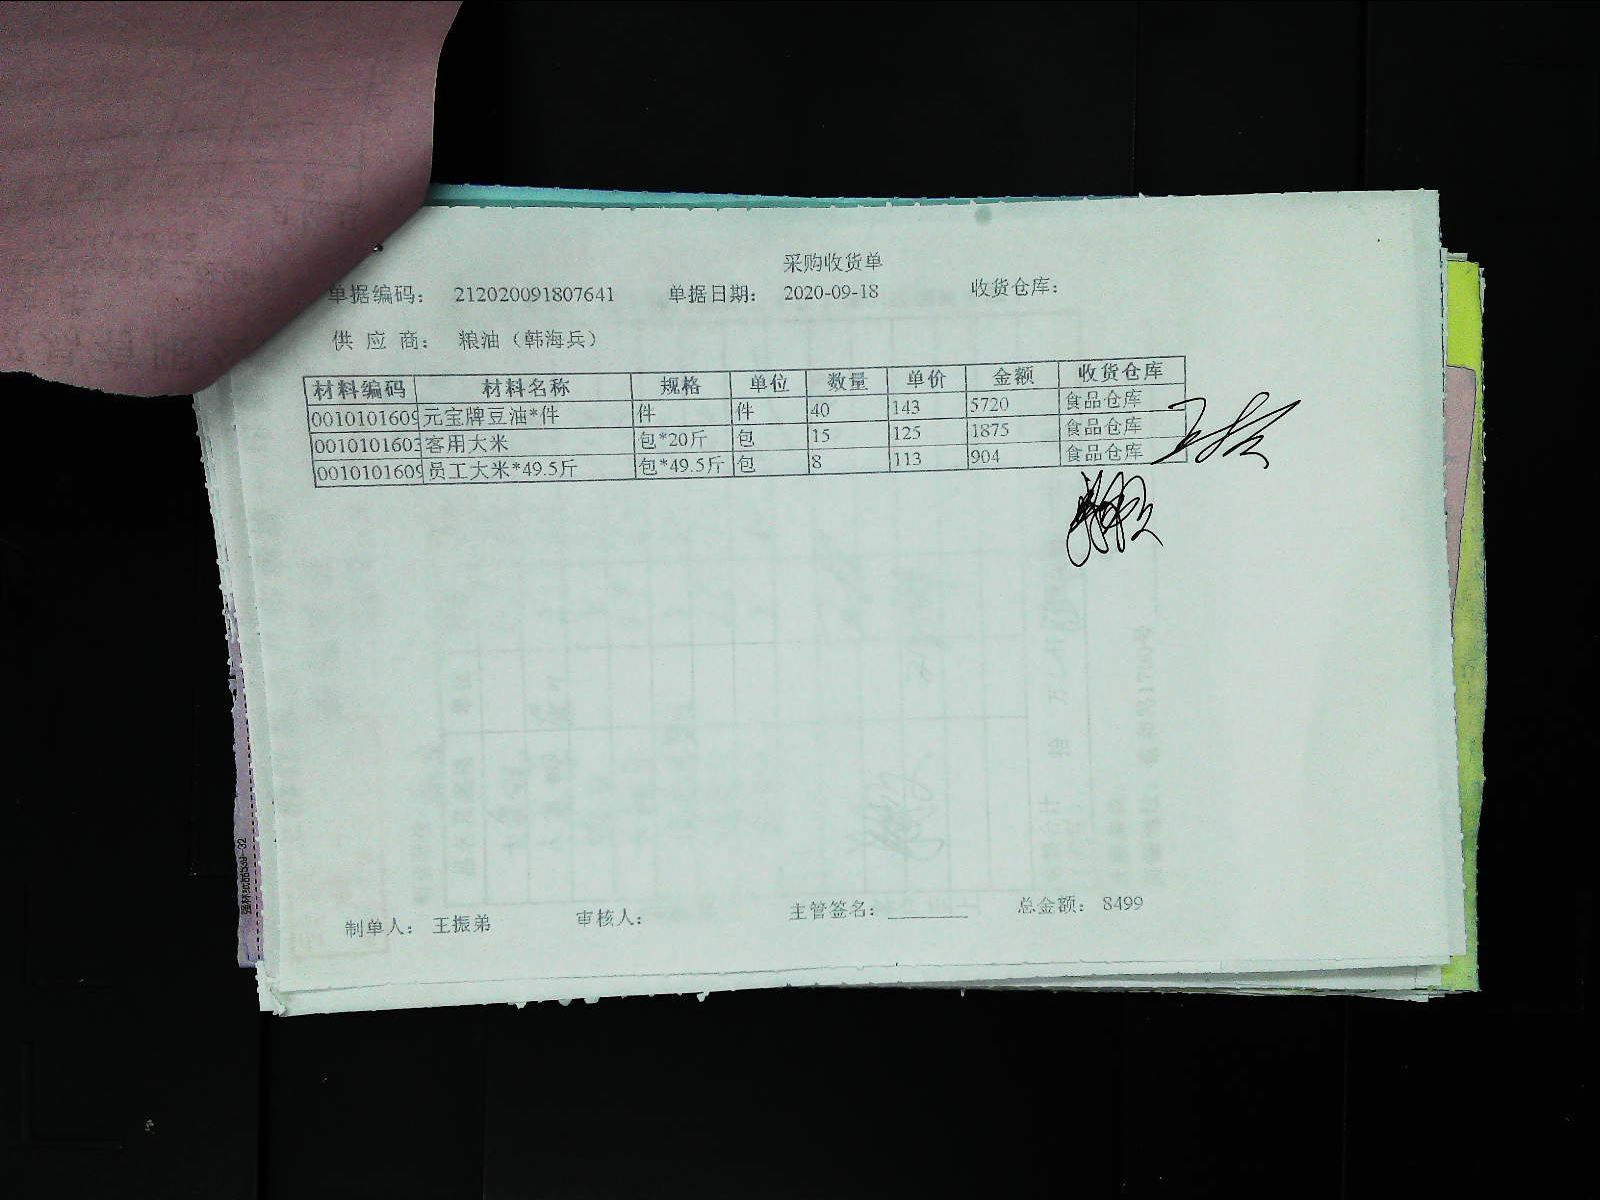 采购收货单
单据编码： 212020091807641 单据日期： 2020-09-18 收货仓库：
供 应 商： 粮油（韩海兵）
材料编码 材料名称 规格 单位 数量 单价 金额 收货仓库
0010101609 元宝牌豆油*件 件 件 40 143 5720 食品仓库
001010160 客用大米 包*20斤 包 15 125 1875 食品仓库
0010101609 员工大米*49.5斤 包*49.5斤 包 8 113 904 食品仓库
制单人： 王振弟 审核人： 主管签名： 总金额： 8499